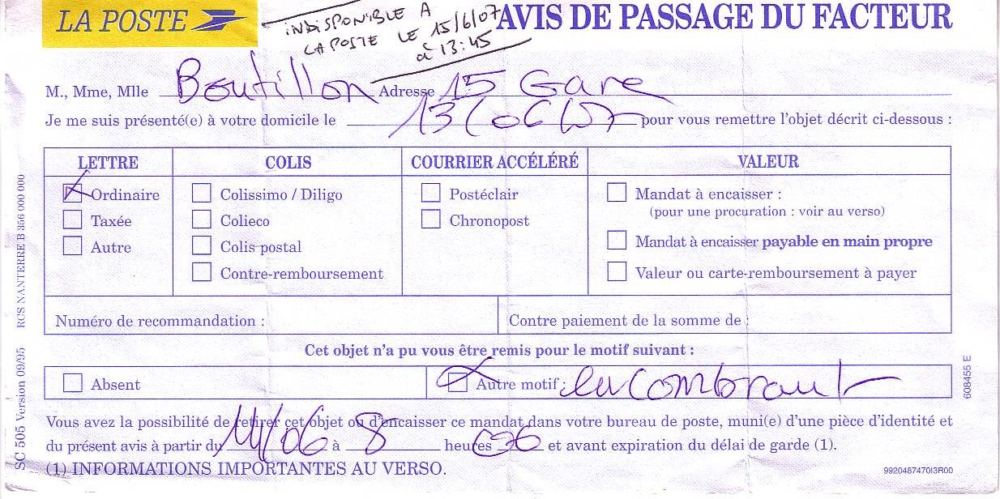 LA POSTE
INDISPONIBLE A
LA POSTE LE 15/6/07
à 13:45
AVIS DE PASSAGE DU FACTEUR
M., Mme, Mlle Boutillon Adresse 15 Gare
Je me suis présenté(e) à votre domicile le 13/06/07 pour vous remettre l'objet décrit ci-dessous :
LETTRE COLIS COURRIER ACCÉLÉRÉ VALEUR
Ordinaire Colissimo / Diligo Postéclair Mandat à encaisser :
(pour une procuration : voir au verso)
Taxée Colieco Chronopost
Autre Colis postal Mandat à encaisser payable en main propre
Contre-remboursement Valeur ou carte-remboursement à payer
Numéro de recommandation : Contre paiement de la somme de :
Cet objet n'a pu vous être remis pour le motif suivant :
Absent Autre motif : encombrant
Vous avez la possibilité de retirer cet objet ou d'encaisser ce mandat dans votre bureau de poste, muni(e) d'une pièce d'identité et
du présent avis à partir du 14/06 à 8 heures et avant expiration du délai de garde (1).
(1) INFORMATIONS IMPORTANTES AU VERSO.
9920487470I3R00
SC 505 Version 09/95 RCS NANTERRE B 356 000 000
608455 E